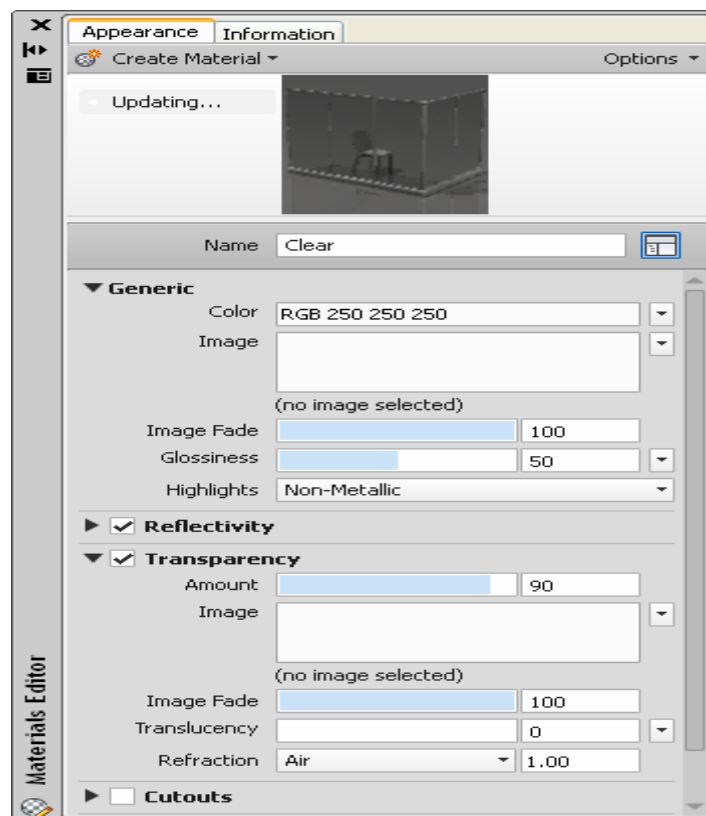 Appearance Information
Create Material Options
Updating...
Name Clear
Generic
Color RGB 250 250 250
Image
(no image selected)
Image Fade 100
Glossiness 50
Highlights Non-Metallic
Reflectivity
Transparency
Amount 90
Image
(no image selected)
Image Fade 100
Translucency 0
Refraction Air 1.00
Cutouts
Materials Editor